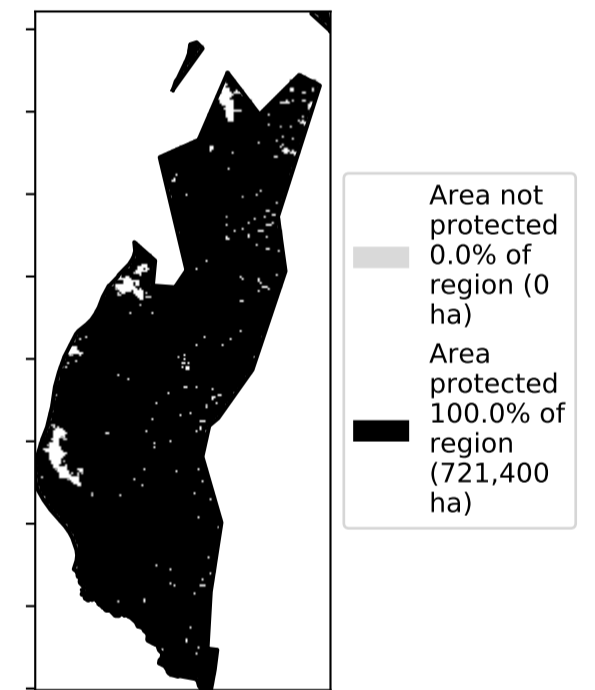 Area not
protected
0.0% of
region (0
ha)
Area
protected
100.0% of
region
(721,400
ha)